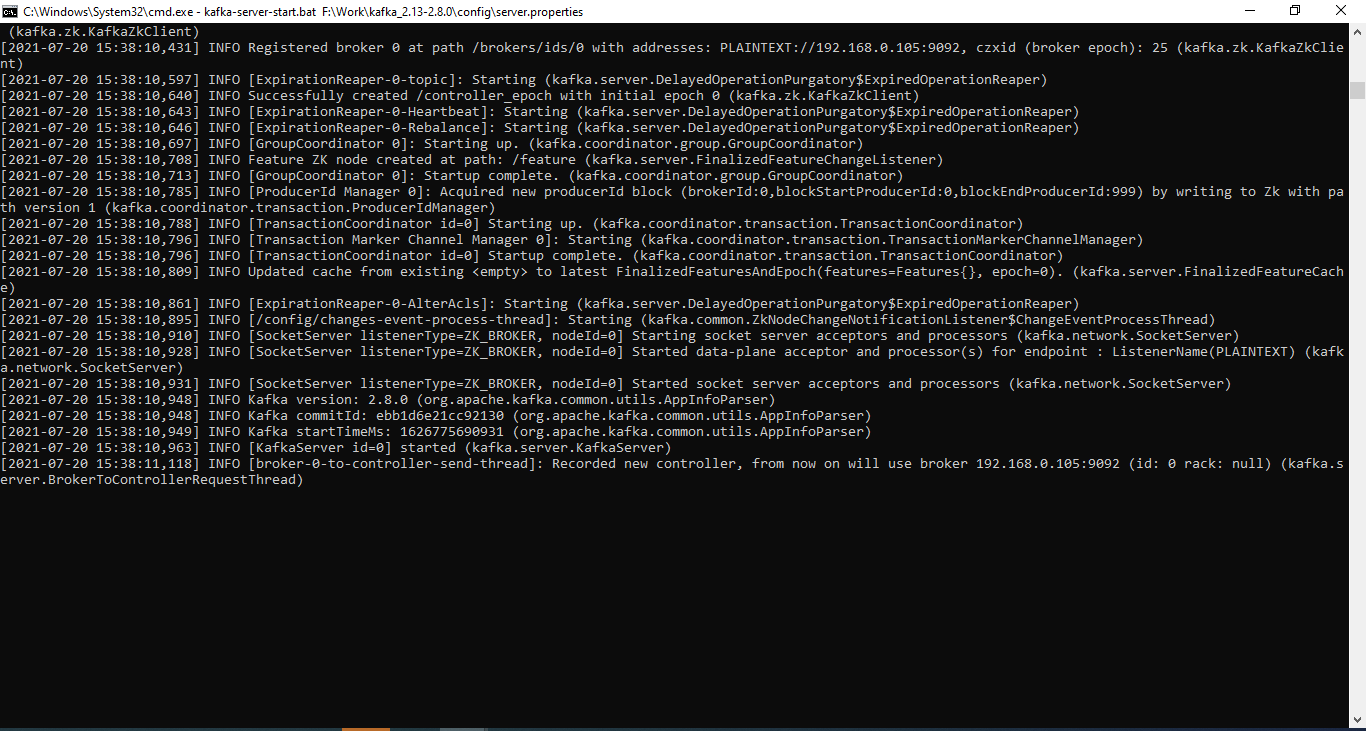 C:\Windows\System32\cmd.exe - kafka-server-start.bat  F:\Work\kafka_2.13-2.8.0\config\server.properties
 (kafka.zk.KafkaZkClient)
[2021-07-20 15:38:10,431] INFO Registered broker 0 at path /brokers/ids/0 with addresses: PLAINTEXT://192.168.0.105:9092, czxid (broker epoch): 25 (kafka.zk.KafkaZkClie
nt)
[2021-07-20 15:38:10,597] INFO [ExpirationReaper-0-topic]: Starting (kafka.server.DelayedOperationPurgatory$ExpiredOperationReaper)
[2021-07-20 15:38:10,640] INFO Successfully created /controller_epoch with initial epoch 0 (kafka.zk.KafkaZkClient)
[2021-07-20 15:38:10,643] INFO [ExpirationReaper-0-Heartbeat]: Starting (kafka.server.DelayedOperationPurgatory$ExpiredOperationReaper)
[2021-07-20 15:38:10,646] INFO [ExpirationReaper-0-Rebalance]: Starting (kafka.server.DelayedOperationPurgatory$ExpiredOperationReaper)
[2021-07-20 15:38:10,697] INFO [GroupCoordinator 0]: Starting up. (kafka.coordinator.group.GroupCoordinator)
[2021-07-20 15:38:10,708] INFO Feature ZK node created at path: /feature (kafka.server.FinalizedFeatureChangeListener)
[2021-07-20 15:38:10,713] INFO [GroupCoordinator 0]: Startup complete. (kafka.coordinator.group.GroupCoordinator)
[2021-07-20 15:38:10,785] INFO [ProducerId Manager 0]: Acquired new producerId block (brokerId:0,blockStartProducerId:0,blockEndProducerId:999) by writing to Zk with pa
th version 1 (kafka.coordinator.transaction.ProducerIdManager)
[2021-07-20 15:38:10,788] INFO [TransactionCoordinator id=0] Starting up. (kafka.coordinator.transaction.TransactionCoordinator)
[2021-07-20 15:38:10,796] INFO [Transaction Marker Channel Manager 0]: Starting (kafka.coordinator.transaction.TransactionMarkerChannelManager)
[2021-07-20 15:38:10,796] INFO [TransactionCoordinator id=0] Startup complete. (kafka.coordinator.transaction.TransactionCoordinator)
[2021-07-20 15:38:10,809] INFO Updated cache from existing <empty> to latest FinalizedFeaturesAndEpoch(features=Features{}, epoch=0). (kafka.server.FinalizedFeatureCach
e)
[2021-07-20 15:38:10,861] INFO [ExpirationReaper-0-AlterAcls]: Starting (kafka.server.DelayedOperationPurgatory$ExpiredOperationReaper)
[2021-07-20 15:38:10,895] INFO [/config/changes-event-process-thread]: Starting (kafka.common.ZkNodeChangeNotificationListener$ChangeEventProcessThread)
[2021-07-20 15:38:10,910] INFO [SocketServer listenerType=ZK_BROKER, nodeId=0] Starting socket server acceptors and processors (kafka.network.SocketServer)
[2021-07-20 15:38:10,928] INFO [SocketServer listenerType=ZK_BROKER, nodeId=0] Started data-plane acceptor and processor(s) for endpoint : ListenerName(PLAINTEXT) (kafk
a.network.SocketServer)
[2021-07-20 15:38:10,931] INFO [SocketServer listenerType=ZK_BROKER, nodeId=0] Started socket server acceptors and processors (kafka.network.SocketServer)
[2021-07-20 15:38:10,948] INFO Kafka version: 2.8.0 (org.apache.kafka.common.utils.AppInfoParser)
[2021-07-20 15:38:10,948] INFO Kafka commitId: ebb1d6e21cc92130 (org.apache.kafka.common.utils.AppInfoParser)
[2021-07-20 15:38:10,949] INFO Kafka startTimeMs: 1626775690931 (org.apache.kafka.common.utils.AppInfoParser)
[2021-07-20 15:38:10,963] INFO [KafkaServer id=0] started (kafka.server.KafkaServer)
[2021-07-20 15:38:11,118] INFO [broker-0-to-controller-send-thread]: Recorded new controller, from now on will use broker 192.168.0.105:9092 (id: 0 rack: null) (kafka.s
erver.BrokerToControllerRequestThread)